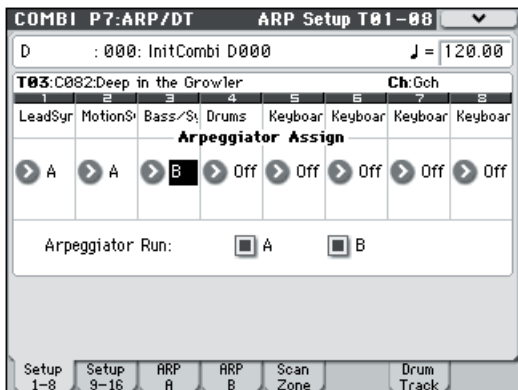 COMBI P7:ARP/DT ARP Setup T01-08
D : 000: InitCombi D000 ♩= 120.00
T03:C082:Deep in the Growler Ch:Gch
1 2 3 4 5 6 7 8
LeadSyr MotionS Bass/Sy Drums Keyboar Keyboar Keyboar Keyboar
Arpeggiator Assign
A A B Off Off Off Off Off
Arpeggiator Run: A B
Setup 1-8 Setup 9-16 ARP A ARP B Scan Zone Drum Track